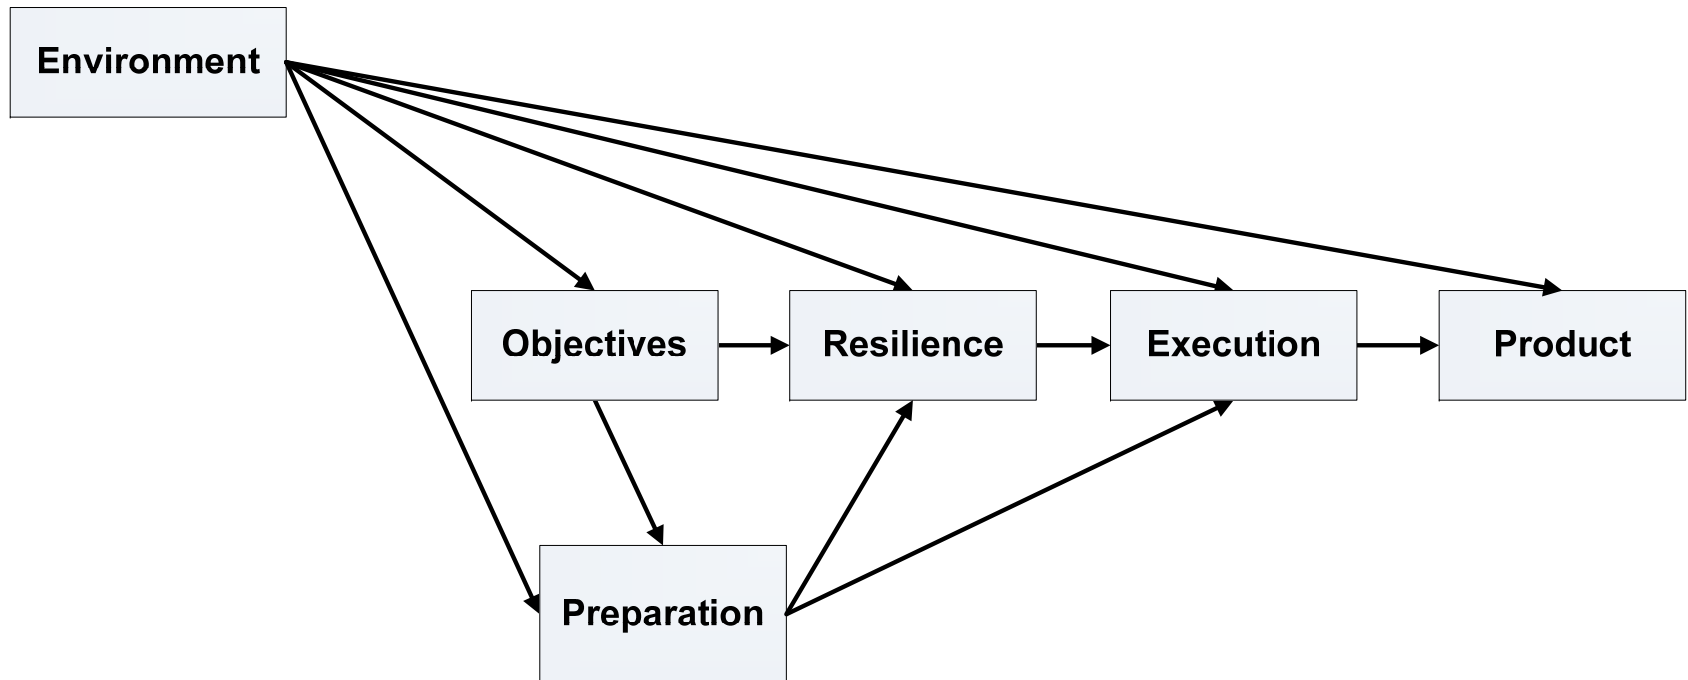 Environment
Objectives
Resilience
Execution
Product
Preparation